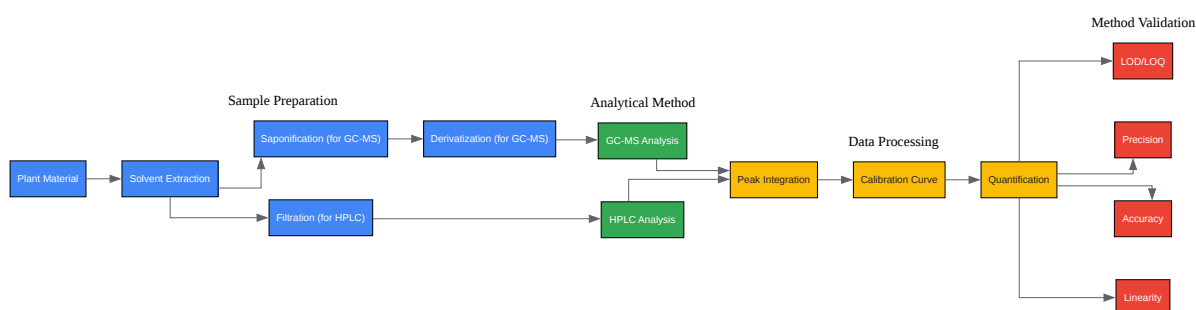 Method Validation
LOD/LOQ
Sample Preparation
Analytical Method
Saponification (for GC-MS)
Derivatization (for GC-MS)
GC-MS Analysis
Data Processing
Precision
Plant Material
Solvent Extraction
Peak Integration
Calibration Curve
Quantification
Filtration (for HPLC)
HPLC Analysis
Accuracy
Linearity